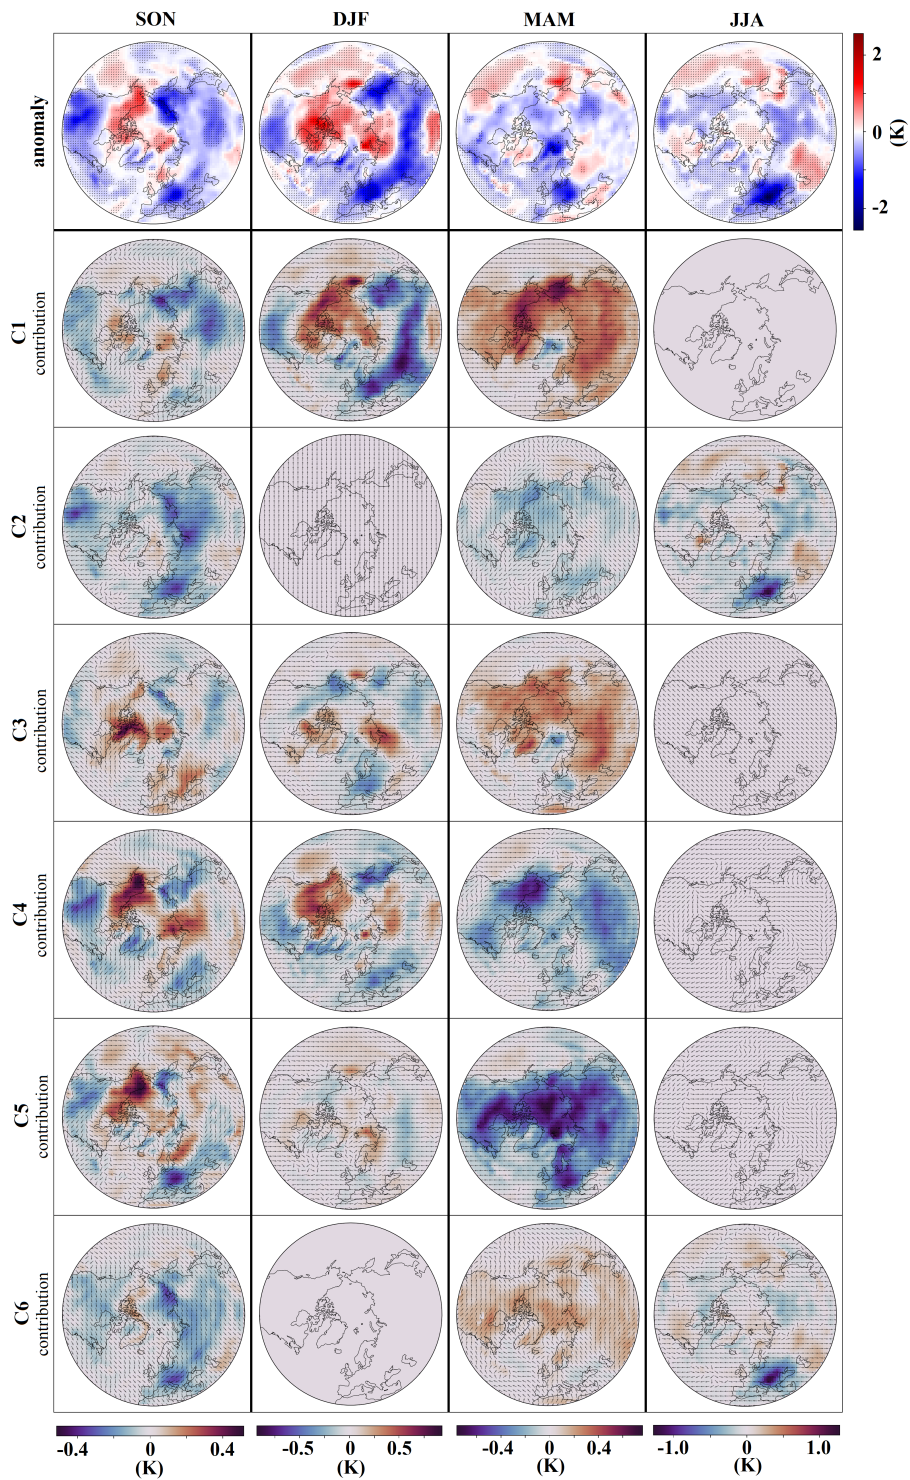 SON DJF MAM JJA
anomaly
2
0
-2
(K)
C1
contribution
C2
contribution
C3
contribution
C4
contribution
C5
contribution
C6
contribution
-0.4 0 0.4 -0.5 0 0.5 -0.4 0 0.4 -1.0 0 1.0
(K) (K) (K) (K)